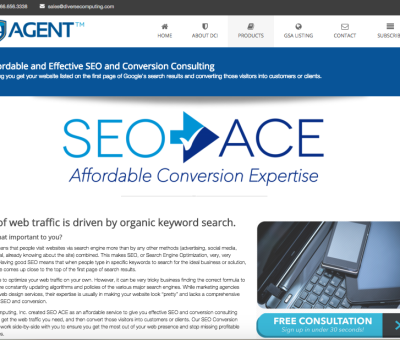 66.658.3338 sales@diversecomputing.com
AGENT™
HOME
ABOUT DCI
PRODUCTS
GSA LISTING
CONTACT
SUBSCRIBE
ordable and Effective SEO and Conversion Consulting
ng you get your website listed on the first page of Google's search results and converting those visitors into customers or clients.
SEO ACE
Affordable Conversion Expertise
of web traffic is driven by organic keyword search.
hat important to you?
eans that people visit websites via search engine more than by any other methods (advertising, social media,
al, already knowing about the site) combined. This makes SEO, or Search Engine Optimization, very, very
Having good SEO means that when people type in specific keywords to search for the ideal business or solution,
s comes up close to the top of the first page of search results.
s to optimize your web traffic on your own. However, it can be very tricky business finding the correct formula to
he constantly updating algorithms and policies of the various major search engines. While marketing agencies
web design services, their expertise is usually in making your website look "pretty" and lacks a comprehensive
SEO and conversion.
mputing, Inc. created SEO ACE as an affordable service to give you effective SEO and conversion consulting
get the web traffic you need, and then convert those visitors into customers or clients. Our SEO Conversion
work side-by-side with you to ensure you get the most out of your web presence and stop missing profitable
FREE CONSULTATION
Sign up in under 30 seconds!